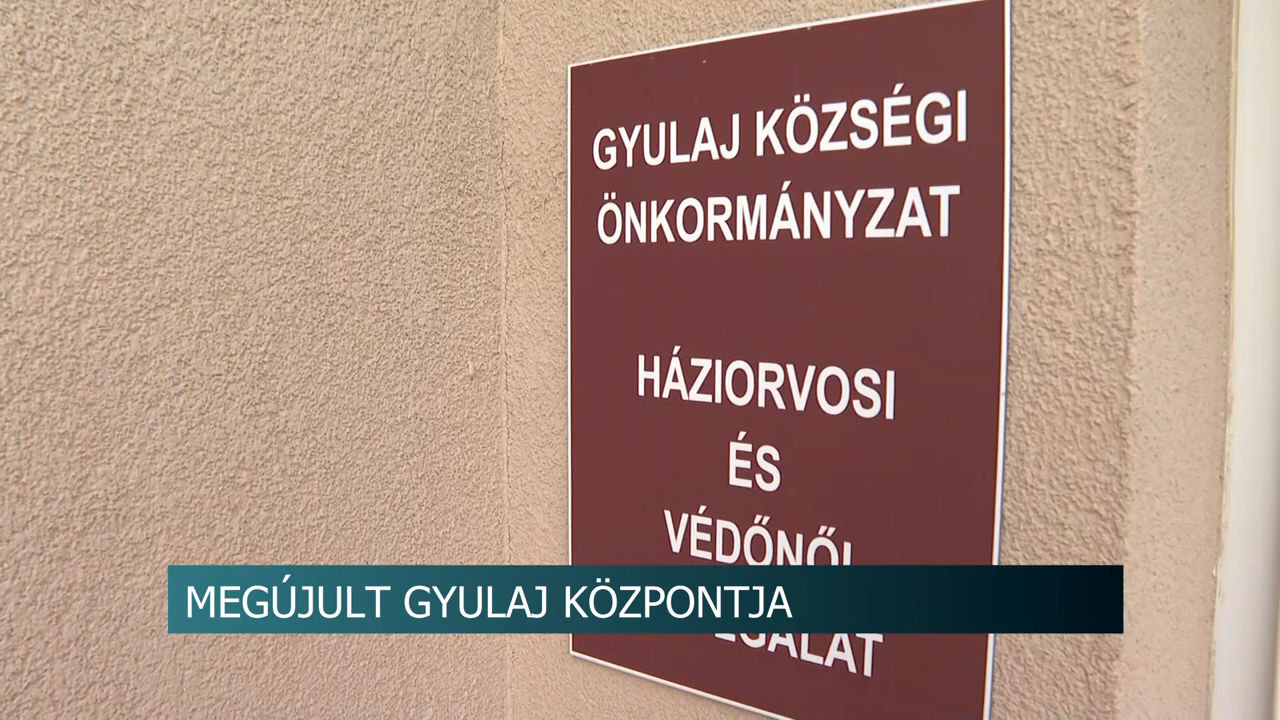 GYULAJ KÖZSÉGI
ÖNKORMÁNYZAT
HÁZIORVOSI
ÉS
VÉDŐNŐI
MEGÚJULT GYULAJ KÖZPONTJA